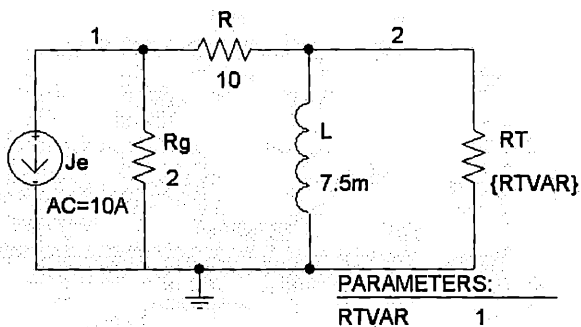 1
R
10
2
Rg
2
L
7.5m
RT
{RTVAR}
Je
AC=10A
PARAMETERS:
RTVAR 1